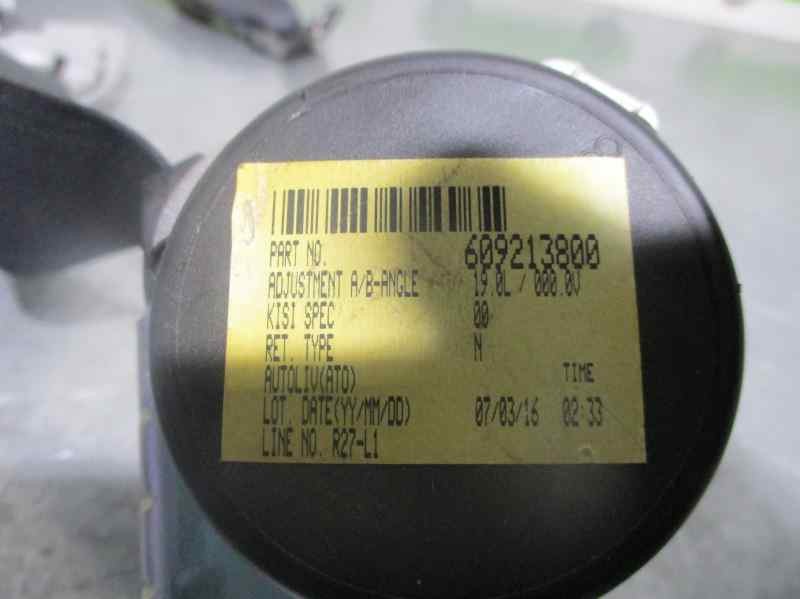 PART NO. 609213800
ADJUSTMENT A/B-ANGLE 19.0L / 000.0V
KISI SPEC 00
RET. TYPE N
AUTOLIV(ATO) TIME
LOT. DATE(YY/MM/DD) 07/03/16 02:33
LINE NO. R27-L1